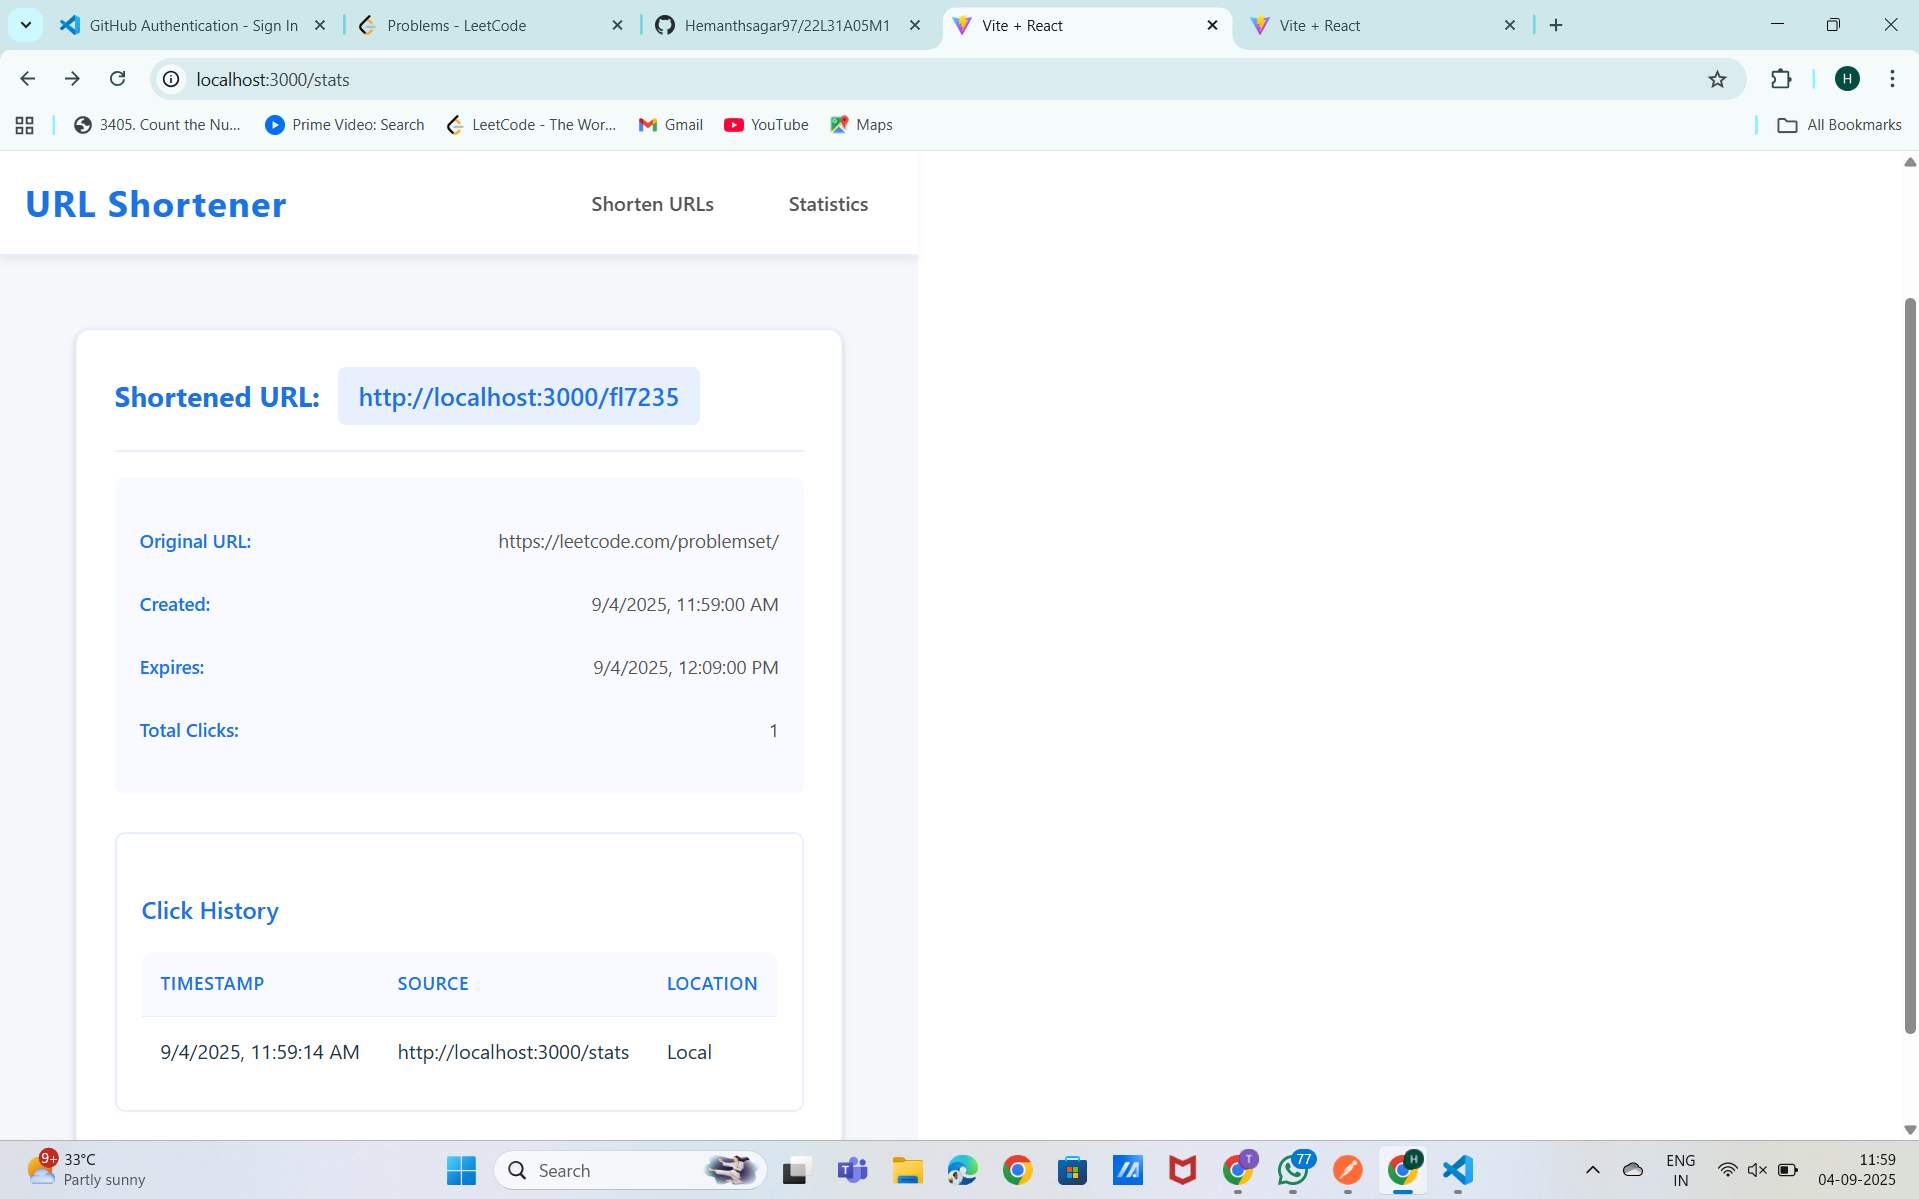 GitHub Authentication - Sign In
Problems - LeetCode
Hemanthsagar97/22L31A05M1
Vite + React
Vite + React
localhost:3000/stats
H
3405. Count the Nu...
Prime Video: Search
LeetCode - The Wor...
Gmail
YouTube
Maps
All Bookmarks
URL Shortener
Shorten URLs
Statistics
Shortened URL: http://localhost:3000/fl7235
Original URL: https://leetcode.com/problemset/
Created: 9/4/2025, 11:59:00 AM
Expires: 9/4/2025, 12:09:00 PM
Total Clicks: 1
Click History
TIMESTAMP SOURCE LOCATION
9/4/2025, 11:59:14 AM http://localhost:3000/stats Local
9+
33°C
Partly sunny
Search
T
77
H
ENG
IN
11:59
04-09-2025